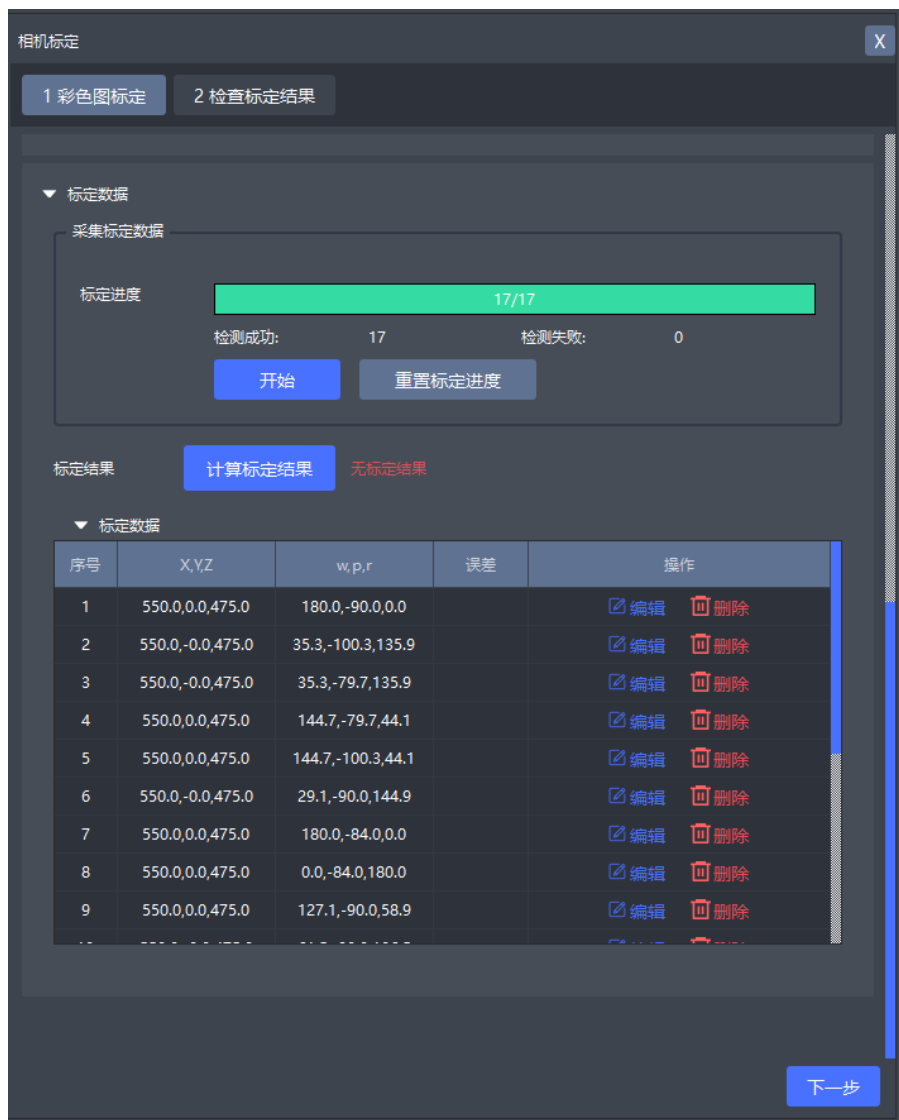 相机标定
X
1 彩色图标定 2 检查标定结果
标定数据
采集标定数据
标定进度 17/17
检测成功: 17 检测失败: 0
开始 重置标定进度
标定结果 计算标定结果 无标定结果
标定数据
序号 X,Y,Z w,p,r 误差 操作
1 550.0,0.0,475.0 180.0,-90.0,0.0 编辑 删除
2 550.0,-0.0,475.0 35.3,-100.3,135.9 编辑 删除
3 550.0,-0.0,475.0 35.3,-79.7,135.9 编辑 删除
4 550.0,0.0,475.0 144.7,-79.7,44.1 编辑 删除
5 550.0,0.0,475.0 144.7,-100.3,44.1 编辑 删除
6 550.0,-0.0,475.0 29.1,-90.0,144.9 编辑 删除
7 550.0,0.0,475.0 180.0,-84.0,0.0 编辑 删除
8 550.0,0.0,475.0 0.0,-84.0,180.0 编辑 删除
9 550.0,0.0,475.0 127.1,-90.0,58.9 编辑 删除
下一步